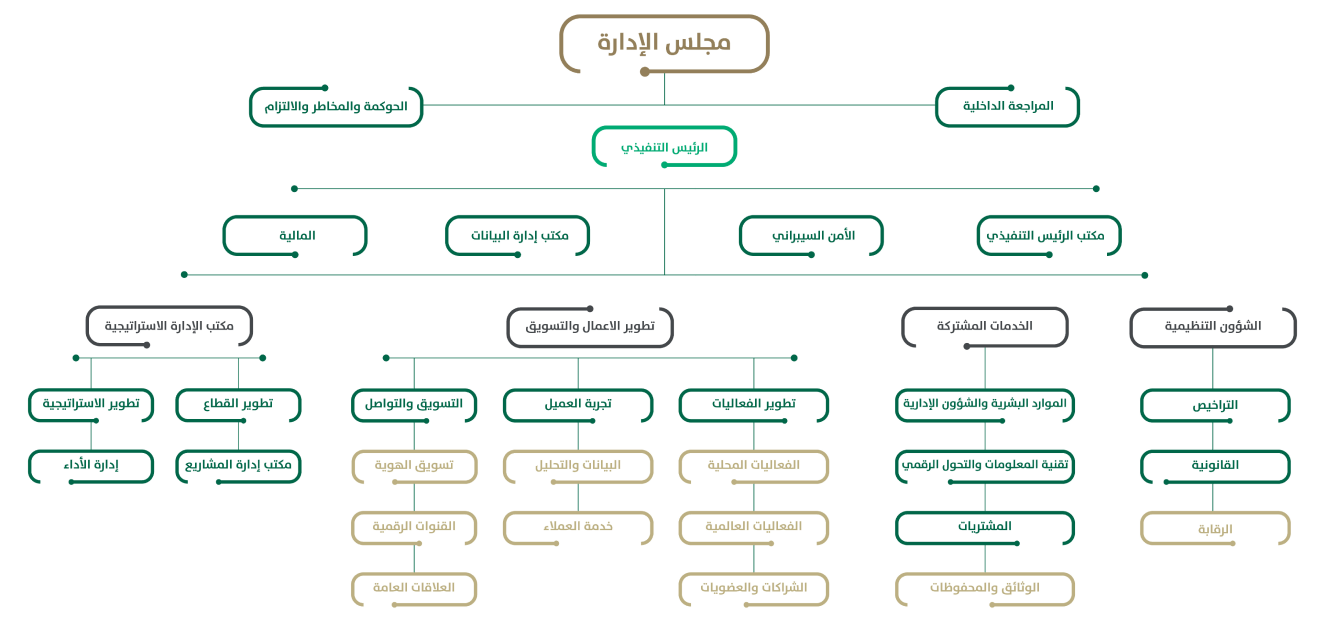 مجلس الإدارة
المراجعة الداخلية
الحوكمة والمخاطر والالتزام
الرئيس التنفيذي
مكتب الرئيس التنفيذي
الأمن السيبراني
مكتب إدارة البيانات
المالية
الشؤون التنظيمية
الخدمات المشتركة
تطوير الاعمال والتسويق
مكتب الإدارة الاستراتيجية
التراخيص
الموارد البشرية والشؤون الإدارية
تطوير الفعاليات
تجربة العميل
التسويق والتواصل
تطوير القطاع
تطوير الاستراتيجية
القانونية
تقنية المعلومات والتحول الرقمي
الفعاليات المحلية
البيانات والتحليل
تسويق الهوية
مكتب إدارة المشاريع
إدارة الأداء
الرقابة
المشتريات
الفعاليات العالمية
خدمة العملاء
القنوات الرقمية
الوثائق والمحفوظات
الشراكات والعضويات
العلاقات العامة